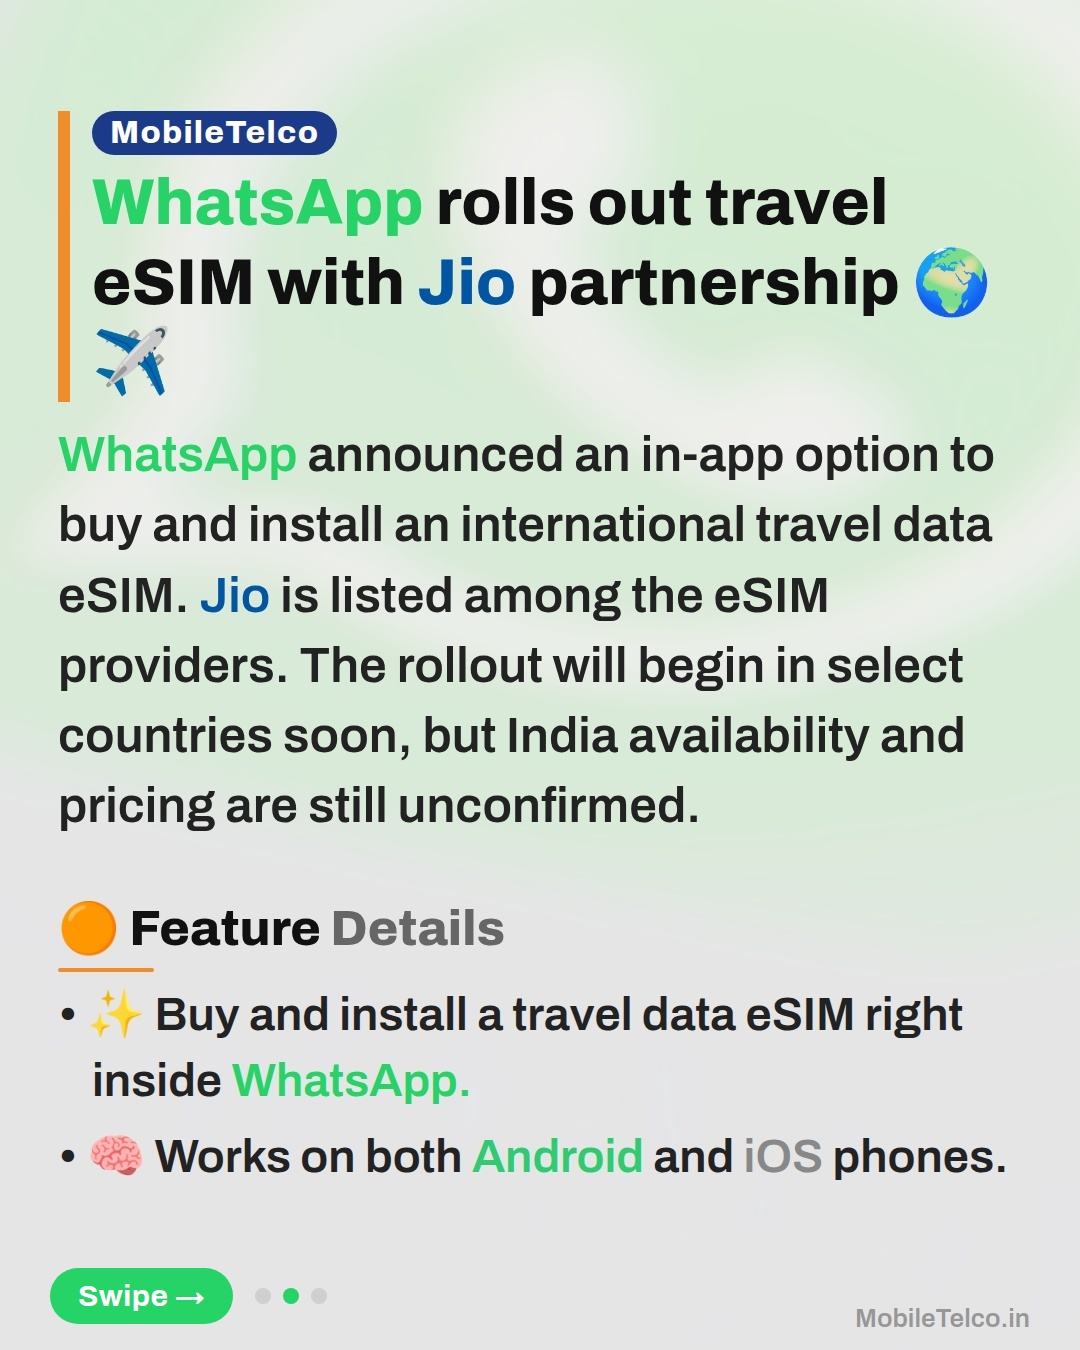 MobileTelco
WhatsApp rolls out travel
eSIM with Jio partnership 🌍
✈️
WhatsApp announced an in-app option to
buy and install an international travel data
eSIM. Jio is listed among the eSIM
providers. The rollout will begin in select
countries soon, but India availability and
pricing are still unconfirmed.
🟠 Feature Details
• ✨ Buy and install a travel data eSIM right
inside WhatsApp.
• 🧠 Works on both Android and iOS phones.
Swipe →
MobileTelco.in